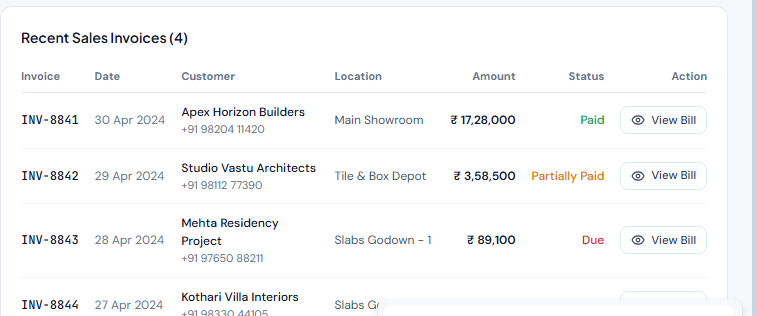 Recent Sales Invoices (4)
Invoice Date Customer Location Amount Status Action
INV-8841 30 Apr 2024 Apex Horizon Builders Main Showroom ₹ 17,28,000 Paid View Bill
+91 98204 11420
INV-8842 29 Apr 2024 Studio Vastu Architects Tile & Box Depot ₹ 3,58,500 Partially Paid View Bill
+91 98112 77390
Mehta Residency
INV-8843 28 Apr 2024 Project Slabs Godown - 1 ₹ 89,100 Due View Bill
+91 97650 88211
INV-8844 27 Apr 2024 Kothari Villa Interiors Slabs
+91 98330 44105